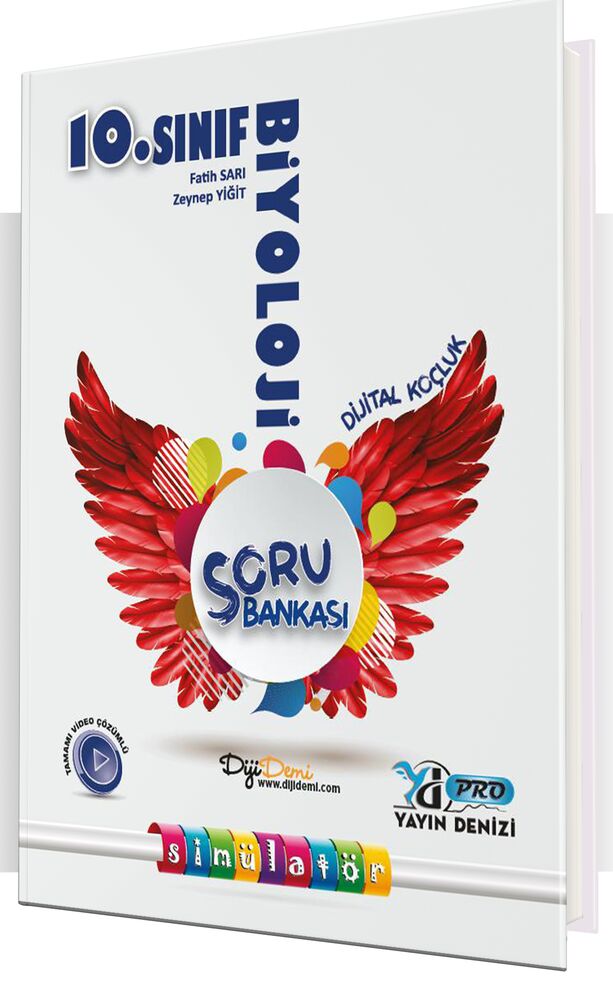 10.SINIF
BİYOLOJİ
Fatih SARI
Zeynep YİĞİT
DİJİTAL KOÇLUK
SORU
BANKASI
TAMAMI VİDEO ÇÖZÜMLÜ
DijiDemi
www.dijidemi.com
yd PRO
YAYIN DENİZİ
simülatör